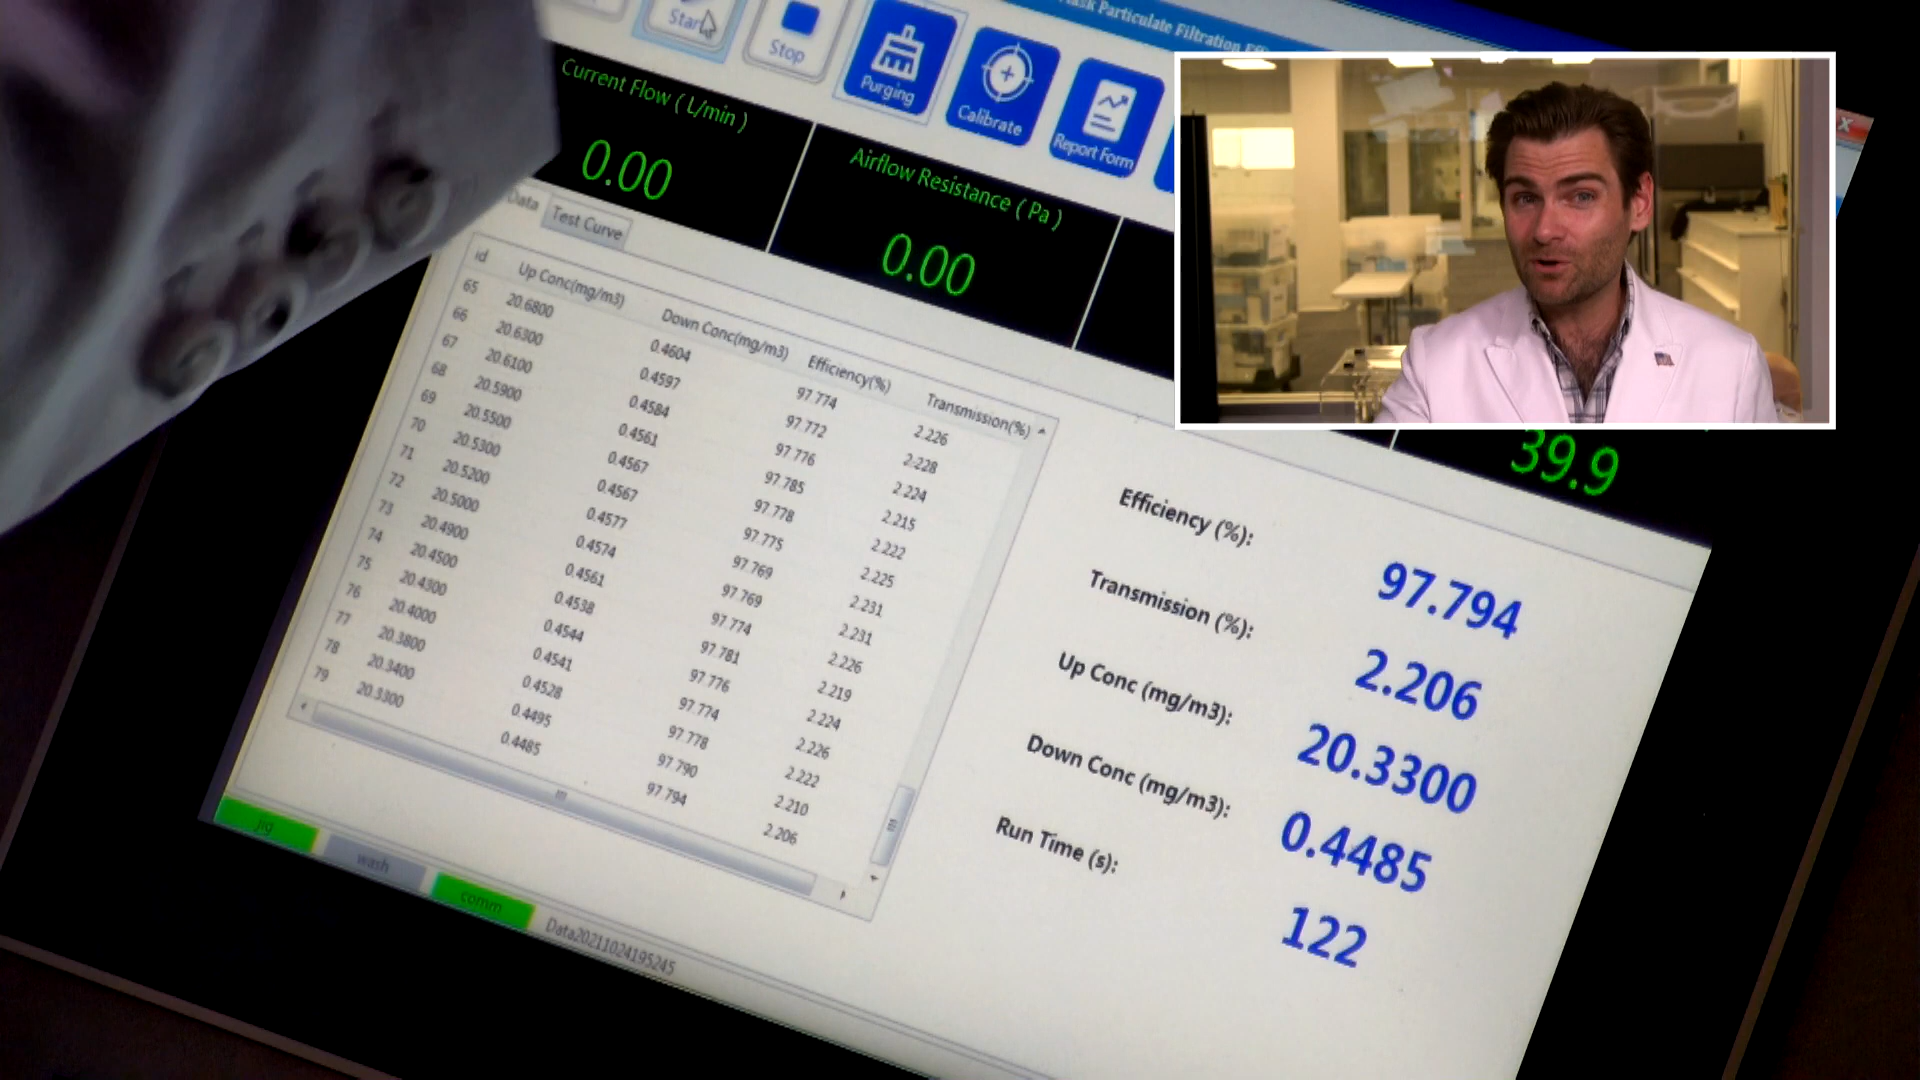 Mask Particulate Filtration
Start
Stop
Purging
Calibrate
Report Form
X
Current Flow ( L/min )
0.00
Airflow Resistance ( Pa )
0.00
39.9
Data
Test Curve
id Up Conc(mg/m3) Down Conc(mg/m3) Efficiency(%) Transmission(%)
65 20.6800 0.4604 97.774 2.226
66 20.6300 0.4597 97.772 2.228
67 20.6100 0.4584 97.776 2.224
68 20.5900 0.4561 97.785 2.215
69 20.5500 0.4567 97.778 2.222
70 20.5300 0.4567 97.775 2.225
71 20.5200 0.4577 97.769 2.231
72 20.5000 0.4574 97.769 2.231
73 20.4900 0.4561 97.774 2.226
74 20.4500 0.4538 97.781 2.219
75 20.4300 0.4544 97.776 2.224
76 20.4000 0.4541 97.774 2.226
77 20.3800 0.4528 97.778 2.222
78 20.3400 0.4495 97.790 2.210
79 20.3300 0.4485 97.794 2.206
Efficiency (%): 97.794
Transmission (%): 2.206
Up Conc (mg/m3): 20.3300
Down Conc (mg/m3): 0.4485
Run Time (s): 122
jig
wash
comm
Data20211024195245